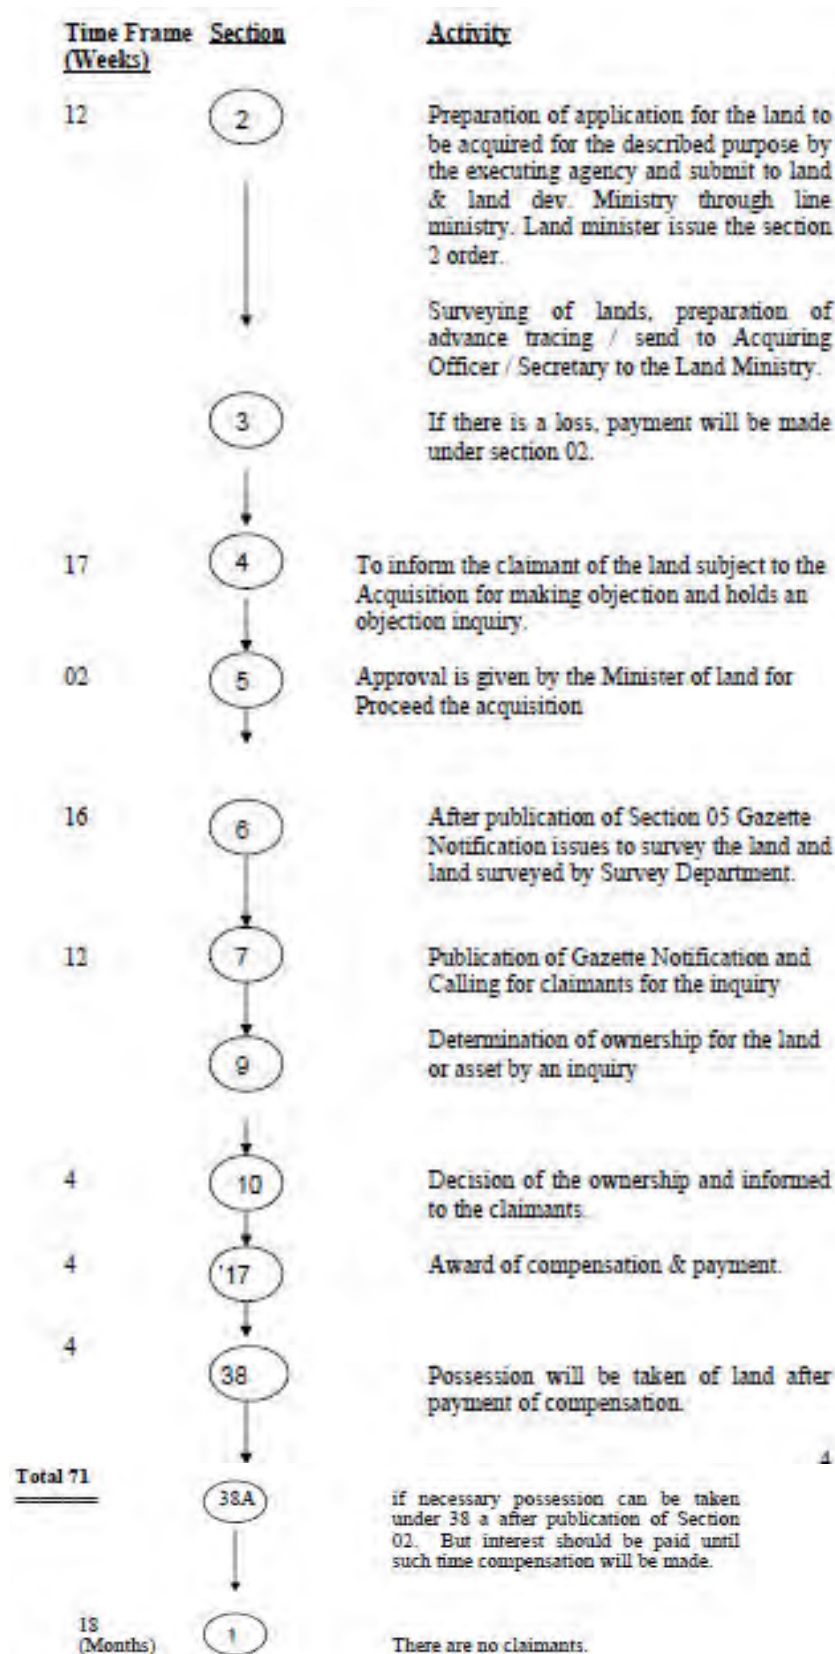 Time Frame Section Activity
(Weeks)
12 2 Preparation of application for the land to
be acquired for the described purpose by
the executing agency and submit to land
& land dev. Ministry through line
ministry. Land minister issue the section
2 order.
Surveying of lands, preparation of
advance tracing / send to Acquiring
Officer / Secretary to the Land Ministry.
3 If there is a loss, payment will be made
under section 02.
17 4 To inform the claimant of the land subject to the
Acquisition for making objection and holds an
objection inquiry.
02 5 Approval is given by the Minister of land for
Proceed the acquisition
16 6 After publication of Section 05 Gazette
Notification issues to survey the land and
land surveyed by Survey Department.
12 7 Publication of Gazette Notification and
Calling for claimants for the inquiry
9 Determination of ownership for the land
or asset by an inquiry
4 10 Decision of the ownership and informed
to the claimants.
4 '17 Award of compensation & payment.
4
38 Possession will be taken of land after
payment of compensation.
4
Total 71
38A if necessary possession can be taken
under 38 a after publication of Section
02. But interest should be paid until
such time compensation will be made.
18
(Months) 1 There are no claimants.